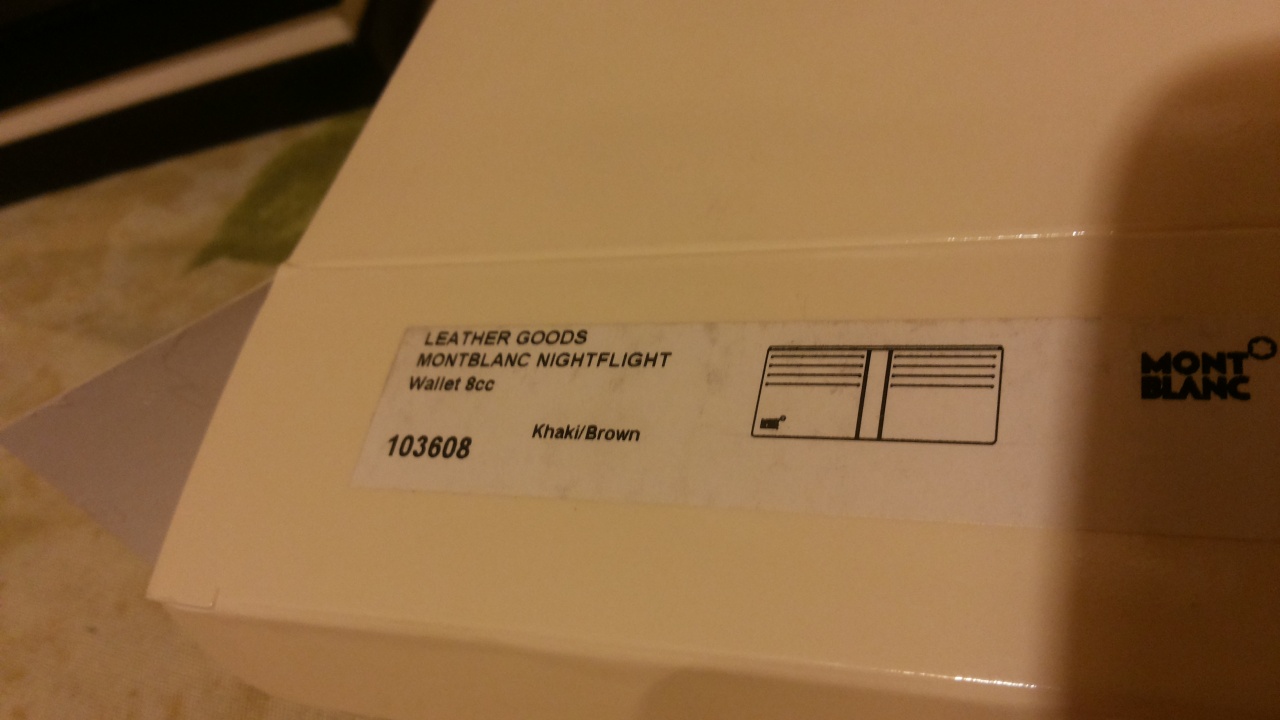 LEATHER GOODS
MONTBLANC NIGHTFLIGHT
Wallet 8cc
Khaki/Brown
103608
MONT
BLANC